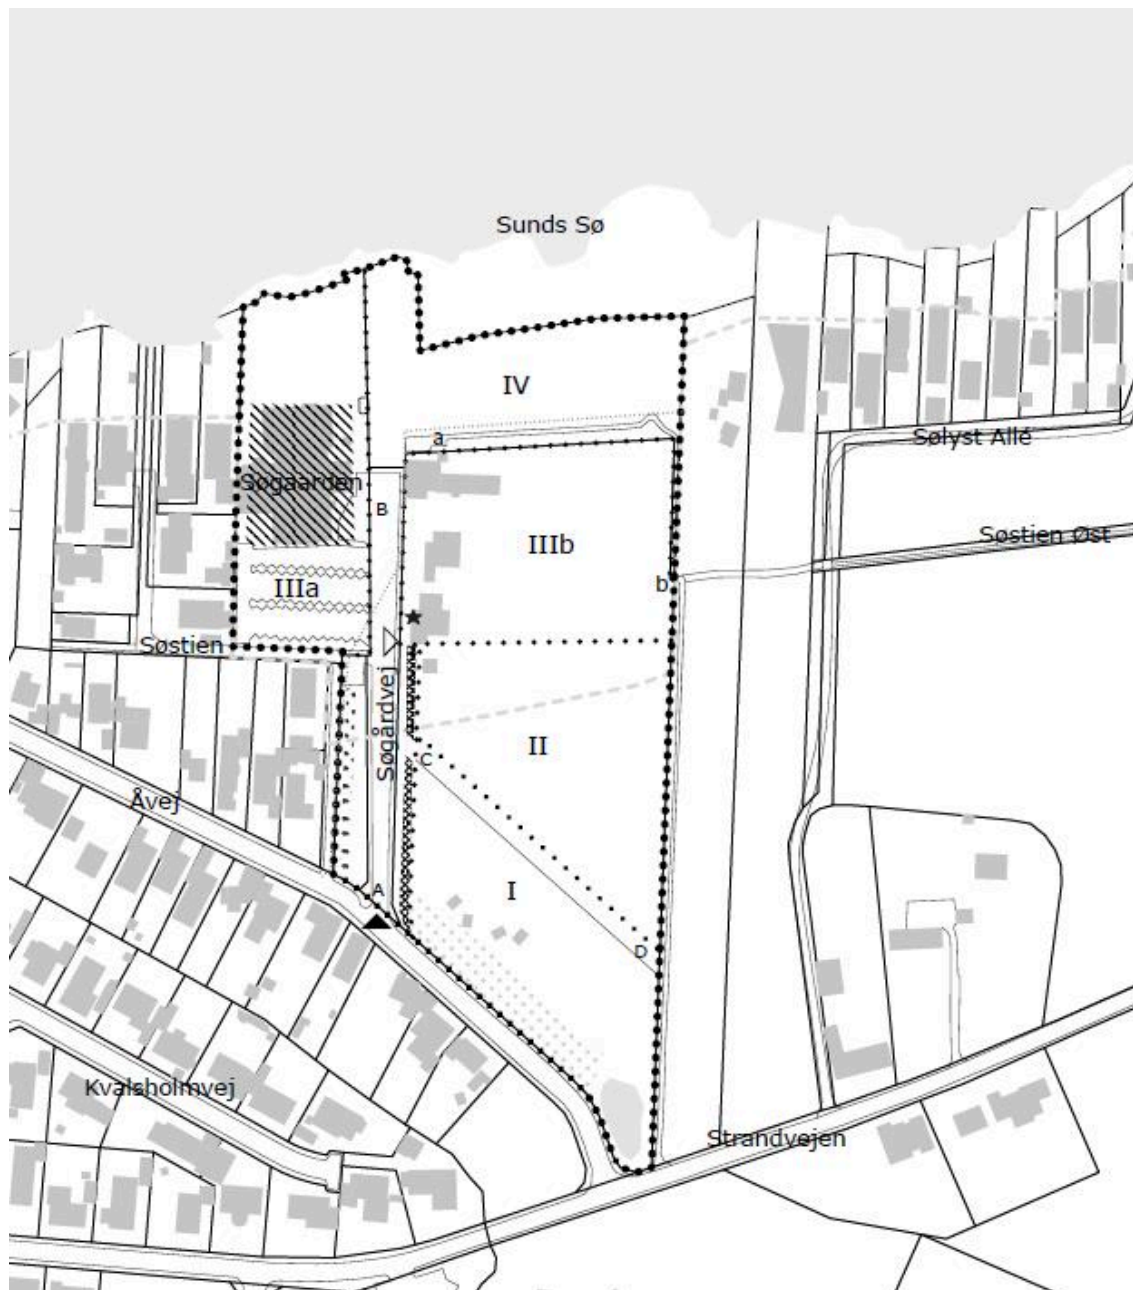 Sunds Sø
IV
a
Sølyst Allé
Søgaarden
B
Søstien Øst
IIIb
b
IIIa
Søstien
Søgårdvej
II
C
Åvej
A
I
D
Kvalsholmvej
Strandvejen